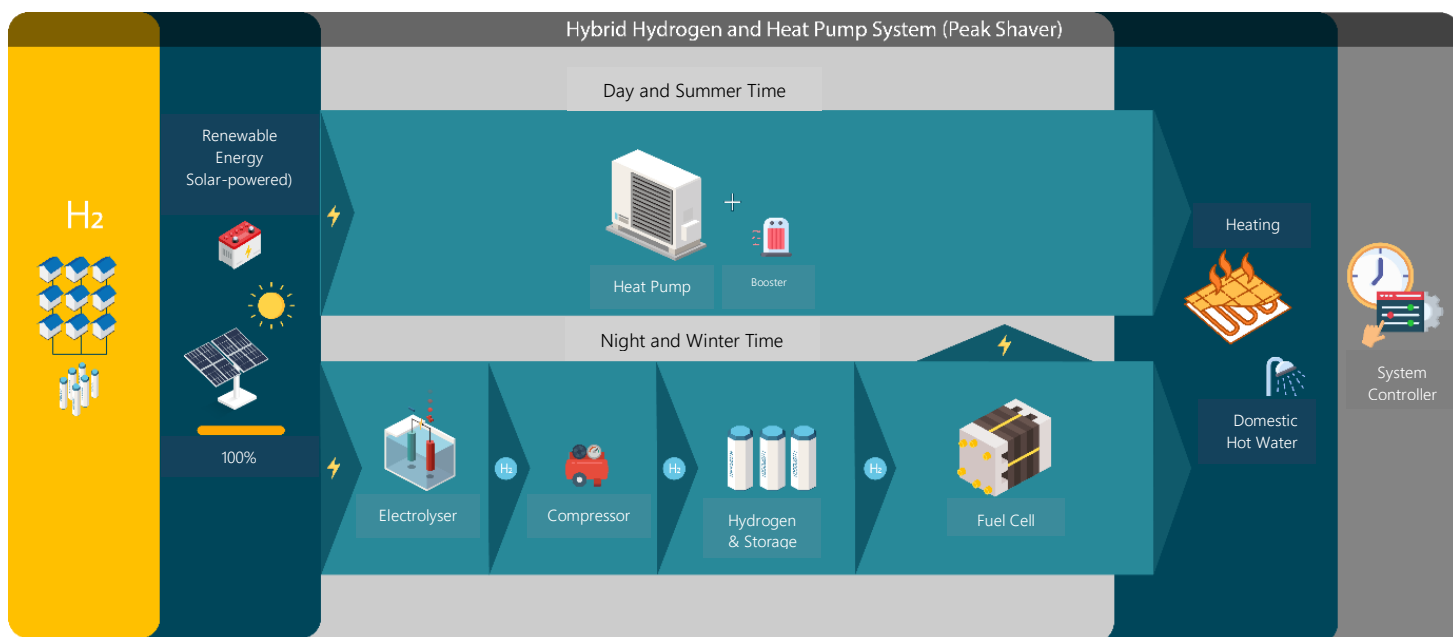 Hybrid Hydrogen and Heat Pump System (Peak Shaver)
Day and Summer Time
Renewable
Energy
Solar-powered)
H₂
Heat Pump
Booster
Heating
Night and Winter Time
System
Controller
Domestic
Hot Water
100%
H₂
H₂
H₂
Electrolyser
Compressor
Hydrogen
& Storage
Fuel Cell